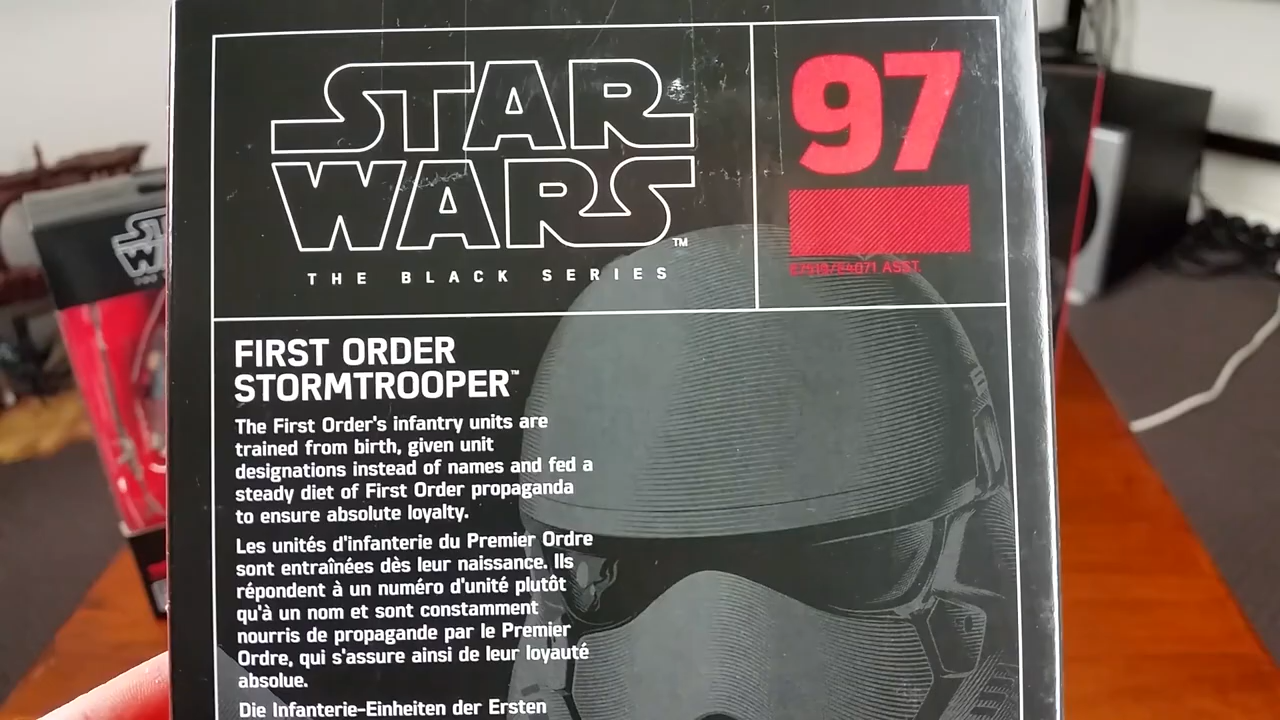 STAR
WARS
™
THE BLACK SERIES
97
E4071 ASST.
FIRST ORDER
STORMTROOPER™
The First Order's infantry units are
trained from birth, given unit
designations instead of names and fed a
steady diet of First Order propaganda
to ensure absolute loyalty.
Les unités d'infanterie du Premier Ordre
sont entraînées dès leur naissance. Ils
répondent à un numéro d'unité plutôt
qu'à un nom et sont constamment
nourris de propagande par le Premier
Ordre, qui s'assure ainsi de leur loyauté
absolue.
Die Infanterie-Einheiten der Ersten